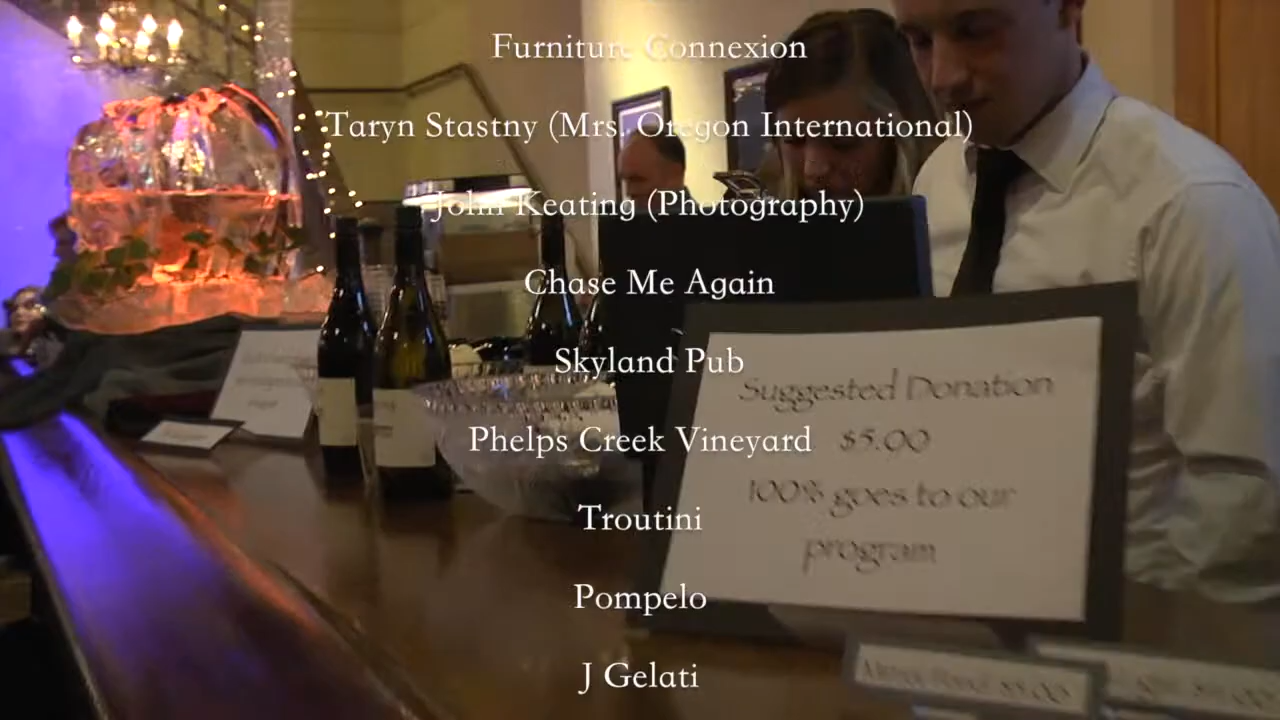 Furniture Connexion
Taryn Stastny (Mrs. Oregon International)
John Keating (Photography)
Chase Me Again
Skyland Pub
Phelps Creek Vineyard
Troutini
Pompelo
J Gelati
Suggested Donation
$5.00
100% goes to our
program